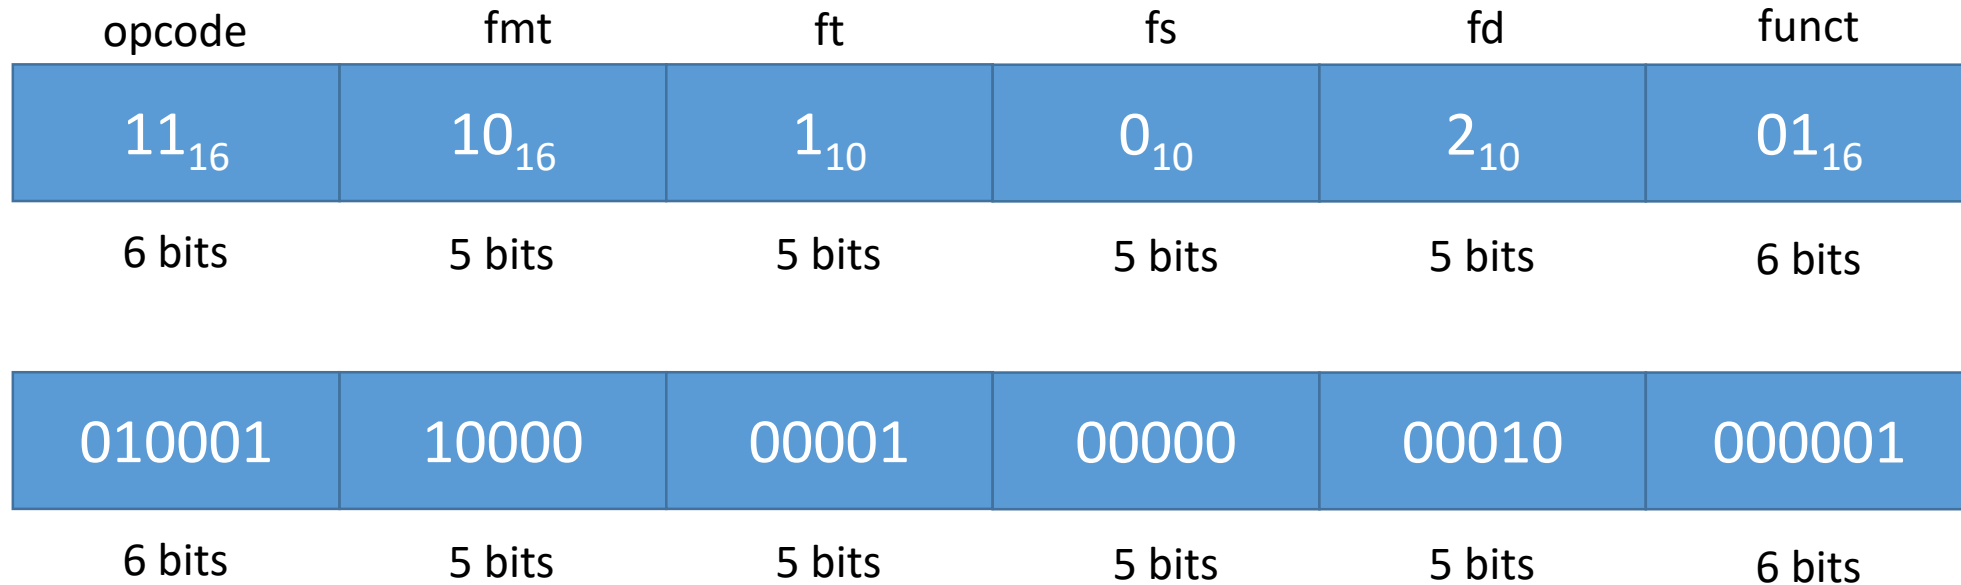 opcode fmt ft fs fd funct
11₁₆ 10₁₆ 1₁₀ 0₁₀ 2₁₀ 01₁₆
6 bits 5 bits 5 bits 5 bits 5 bits 6 bits
010001 10000 00001 00000 00010 000001
6 bits 5 bits 5 bits 5 bits 5 bits 6 bits